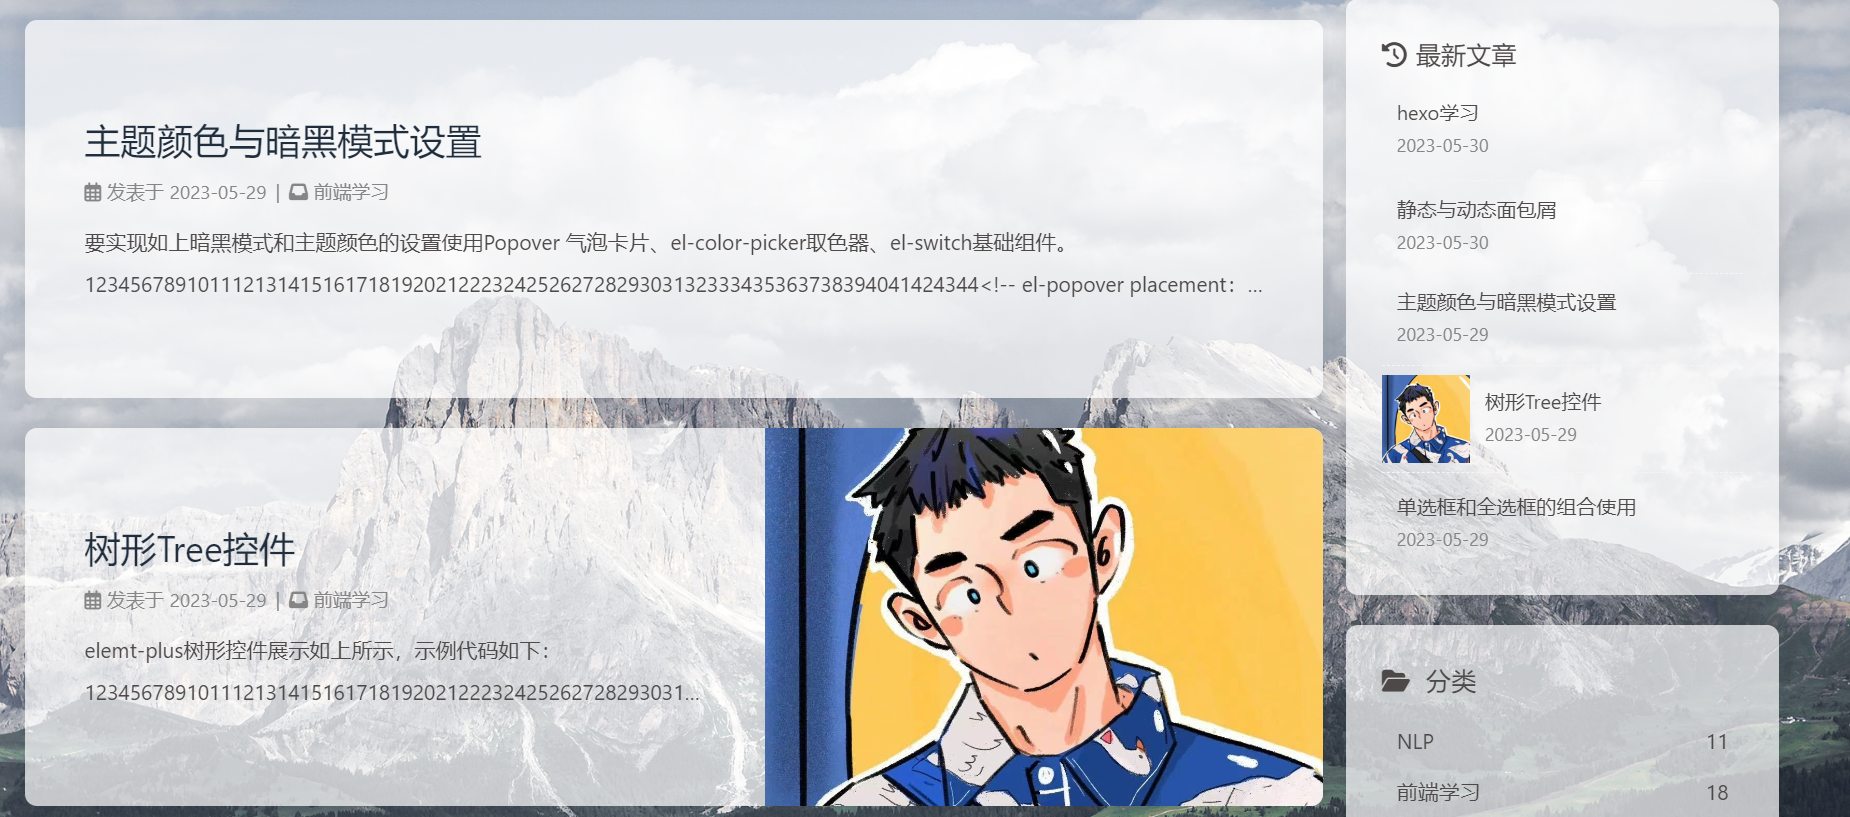 主题颜色与暗黑模式设置
发表于 2023-05-29 | 前端学习
要实现如上暗黑模式和主题颜色的设置使用Popover 气泡卡片、el-color-picker取色器、el-switch基础组件。
1234567891011121314151617181920212223242526272829303132333435363738394041424344<!-- el-popover placement：...
树形Tree控件
发表于 2023-05-29 | 前端学习
elemt-plus树形控件展示如上所示，示例代码如下：
12345678910111213141516171819202122232425262728293031...
最新文章
hexo学习
2023-05-30
静态与动态面包屑
2023-05-30
主题颜色与暗黑模式设置
2023-05-29
树形Tree控件
2023-05-29
单选框和全选框的组合使用
2023-05-29
分类
NLP 11
前端学习 18